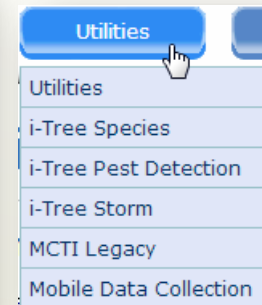 Utilities
Utilities
i-Tree Species
i-Tree Pest Detection
i-Tree Storm
MCTI Legacy
Mobile Data Collection